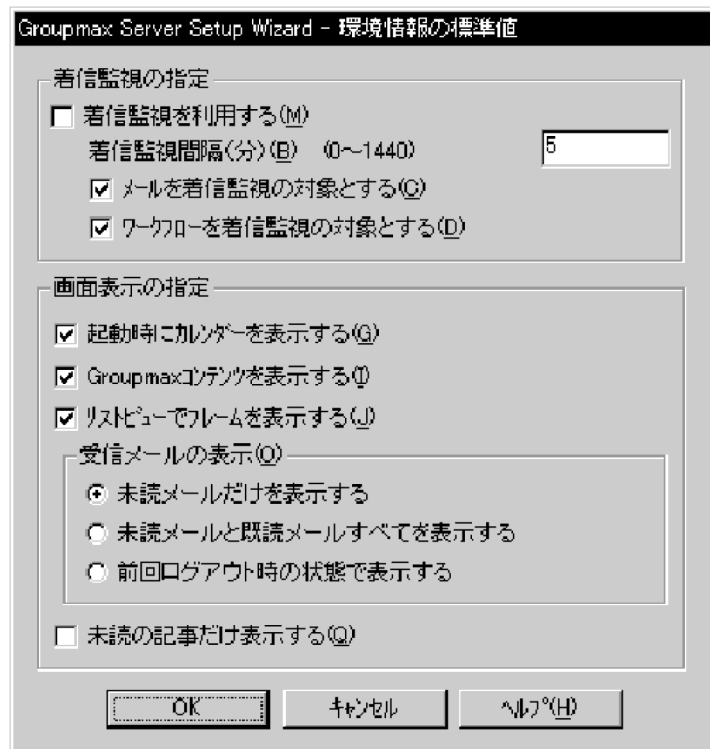 Groupmax Server Setup Wizard - 環境情報の標準値
着信監視の指定
着信監視を利用する(M)
着信監視間隔(分)(B) (0～1440)
5
ﾒｰﾙを着信監視の対象とする(C)
ﾜｰｸﾌﾛｰを着信監視の対象とする(D)
画面表示の指定
起動時にｶﾚﾝﾀﾞｰを表示する(G)
Groupmaxｺﾝﾃﾝﾂを表示する(I)
ﾘｽﾄﾋﾞｭｰでﾌﾚｰﾑを表示する(J)
受信メールの表示(O)
未読メールだけを表示する
未読メールと既読メールすべてを表示する
前回ログアウト時の状態で表示する
未読の記事だけ表示する(Q)
OK
ｷｬﾝｾﾙ
ﾍﾙﾌﾟ(H)